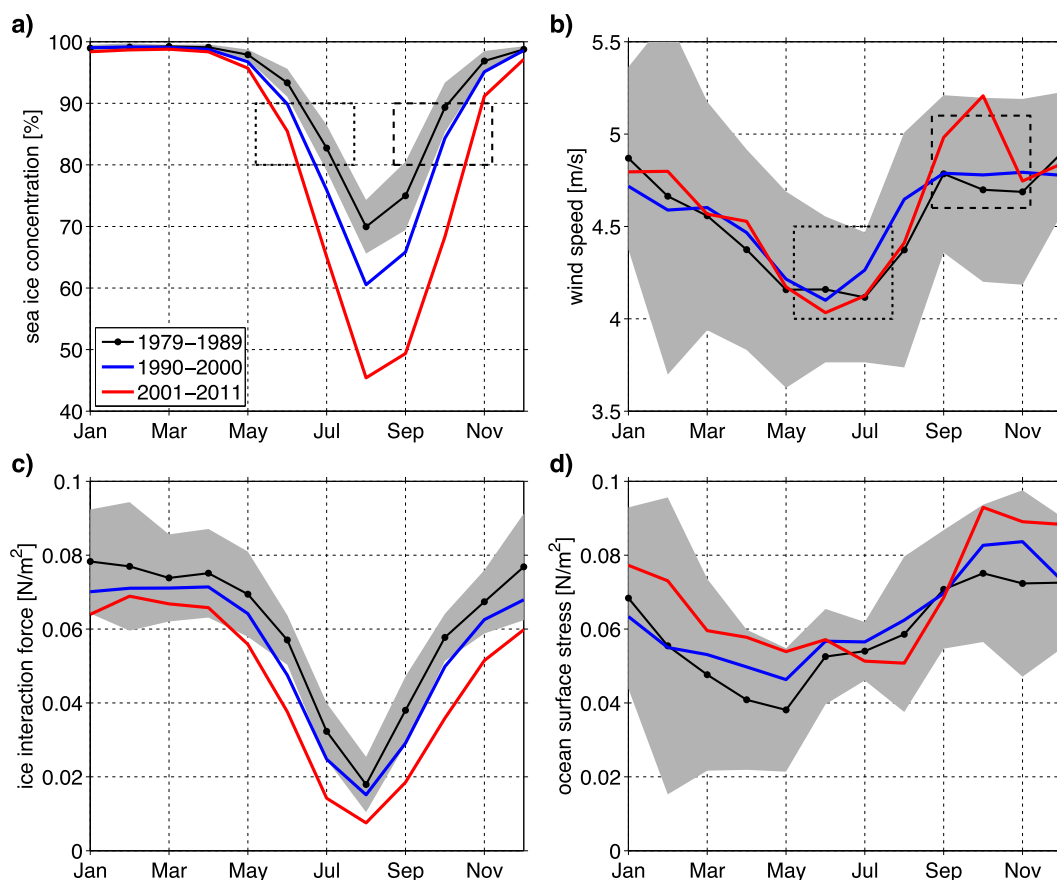 a)
sea ice concentration [%]
100
90
80
70
60
50
40
1979–1989
1990–2000
2001–2011
Jan Mar May Jul Sep Nov
b)
wind speed [m/s]
5.5
5
4.5
4
3.5
Jan Mar May Jul Sep Nov
c)
ice interaction force [N/m²]
0.1
0.08
0.06
0.04
0.02
0
Jan Mar May Jul Sep Nov
d)
ocean surface stress [N/m²]
0.1
0.08
0.06
0.04
0.02
0
Jan Mar May Jul Sep Nov